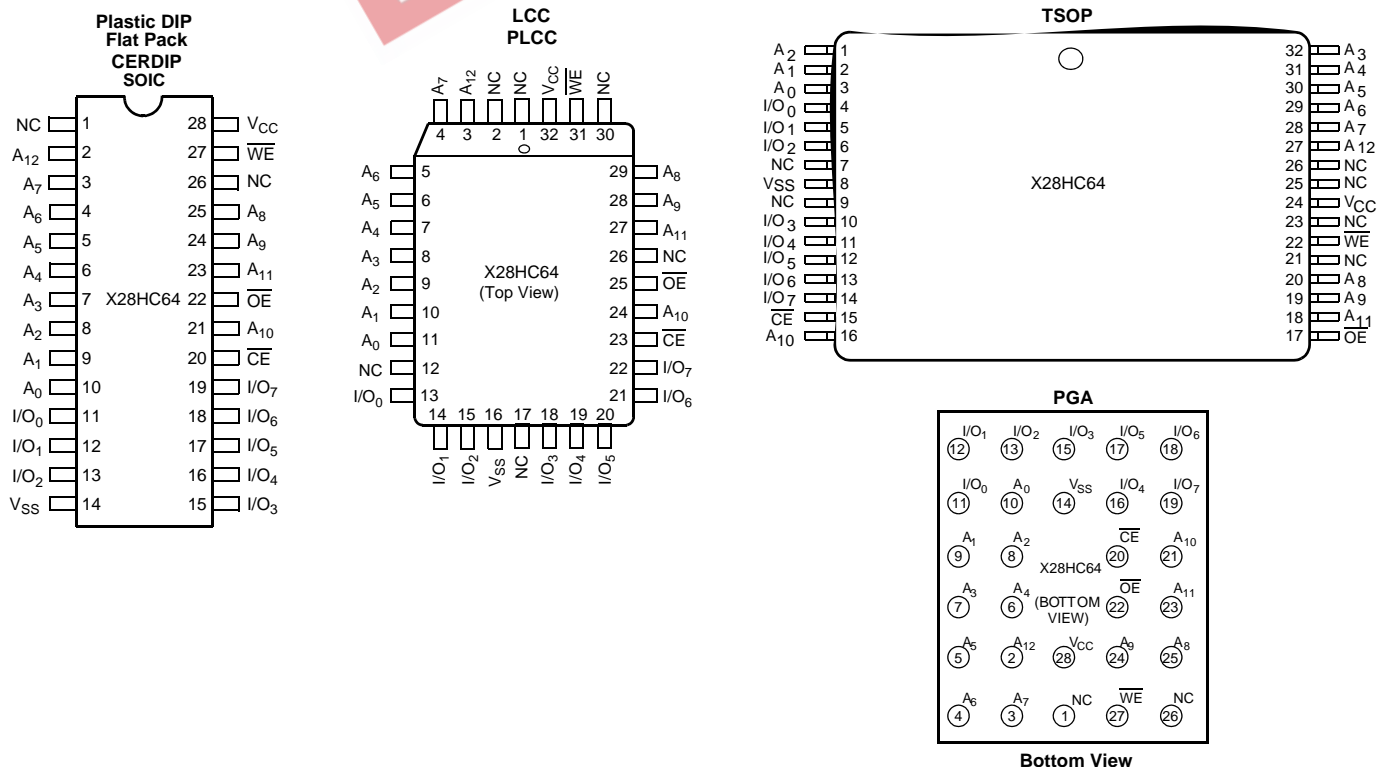 Plastic DIP
Flat Pack
CERDIP
SOIC
NC 1 28 VCC
A12 2 27 WE
A7 3 26 NC
A6 4 25 A8
A5 5 24 A9
A4 6 23 A11
A3 7 X28HC64 22 OE
A2 8 21 A10
A1 9 20 CE
A0 10 19 I/O7
I/O0 11 18 I/O6
I/O1 12 17 I/O5
I/O2 13 16 I/O4
VSS 14 15 I/O3
LCC
PLCC
A7 A12 NC NC VCC WE NC
4 3 2 1 32 31 30
A6 5 29 A8
A5 6 28 A9
A4 7 27 A11
A3 8 26 NC
X28HC64
(Top View)
A2 9 25 OE
A1 10 24 A10
A0 11 23 CE
NC 12 22 I/O7
I/O0 13 21 I/O6
14 15 16 17 18 19 20
I/O1 I/O2 VSS NC I/O3 I/O4 I/O5
TSOP
A2 1 32 A3
A1 2 31 A4
A0 3 30 A5
I/O0 4 29 A6
I/O1 5 28 A7
I/O2 6 27 A12
NC 7 26 NC
VSS 8 X28HC64 25 NC
NC 9 24 VCC
I/O3 10 23 NC
I/O4 11 22 WE
I/O5 12 21 NC
I/O6 13 20 A8
I/O7 14 19 A9
CE 15 18 A11
A10 16 17 OE
PGA
I/O1 I/O2 I/O3 I/O5 I/O6
12 13 15 17 18
I/O0 A0 VSS I/O4 I/O7
11 10 14 16 19
A1 A2 CE A10
9 8 20 21
X28HC64
A3 A4 OE A11
7 6 (BOTTOM 22 23
VIEW)
A5 A12 VCC A9 A8
5 2 28 24 25
A6 A7 NC WE NC
4 3 1 27 26
Bottom View